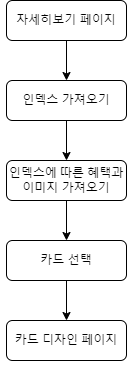 자세히보기 페이지
인덱스 가져오기
인덱스에 따른 혜택과
이미지 가져오기
카드 선택
카드 디자인 페이지